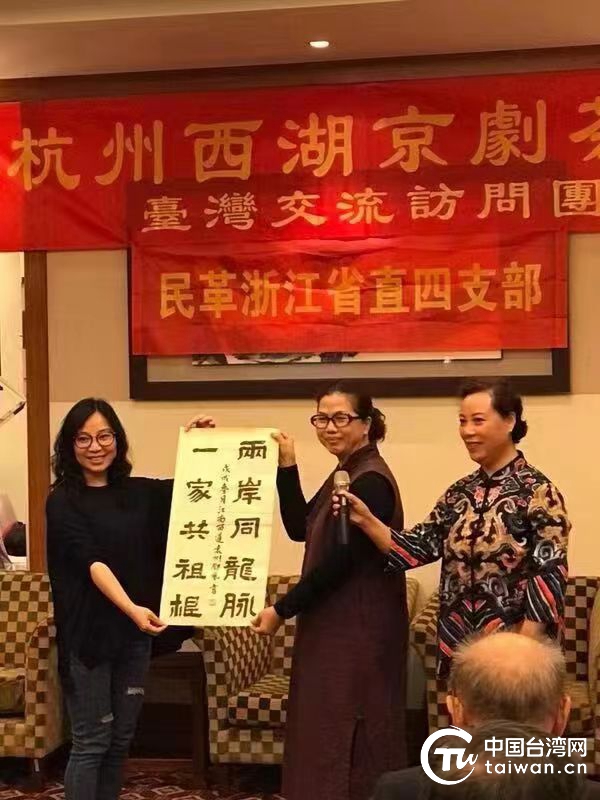 杭州西湖京劇茶
臺灣交流訪問團
民革浙江省直四支部
兩岸同龍脉
一家共祖根
中国台湾网
taiwan.cn